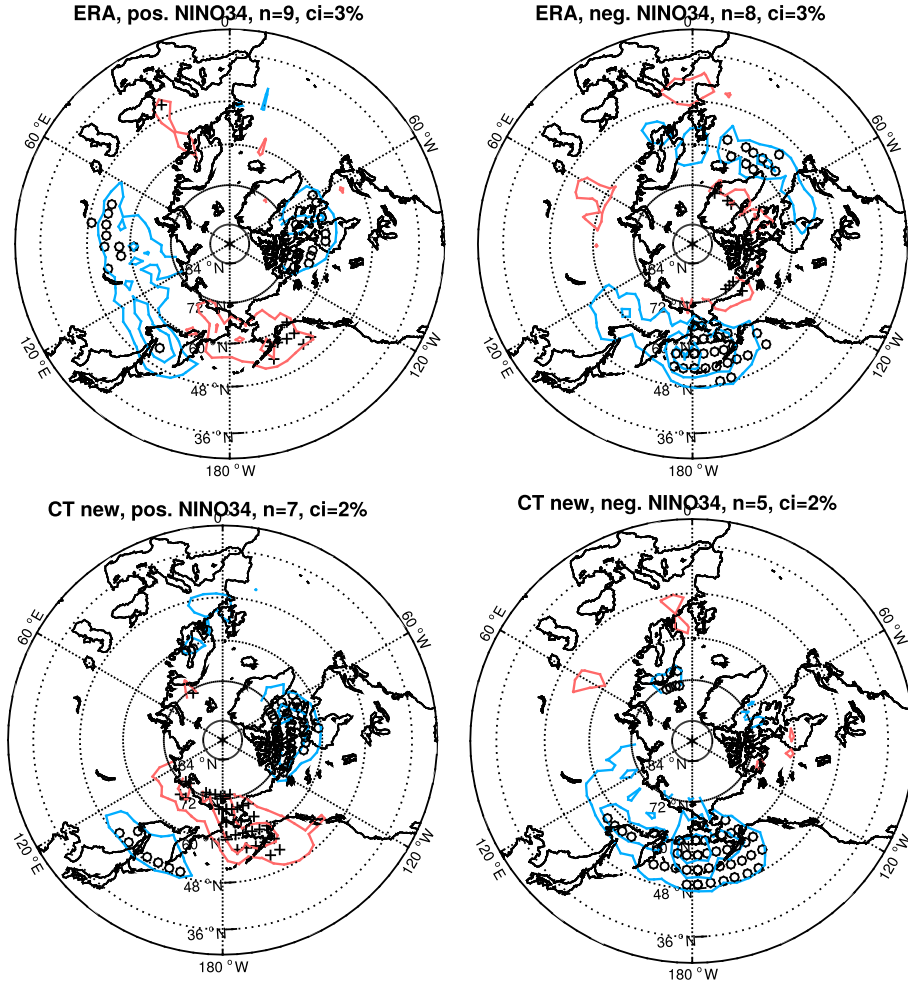 ERA, pos. NINO34, n=9, ci=3%
0
60 °E
60 °W
84 °N
72
120 °E
120 °W
48 °N
36 °N
180 °W
ERA, neg. NINO34, n=8, ci=3%
0
60 °E
60 °W
84 °N
72
120 °E
120 °W
48 °N
36 °N
180 °W
CT new, pos. NINO34, n=7, ci=2%
0
60 °E
60 °W
84 °N
72
60 °N
120 °E
120 °W
48 °N
36 °N
180 °W
CT new, neg. NINO34, n=5, ci=2%
0
60 °E
60 °W
84 °N
72 °N
120 °E
120 °W
48 °N
36 °N
180 °W